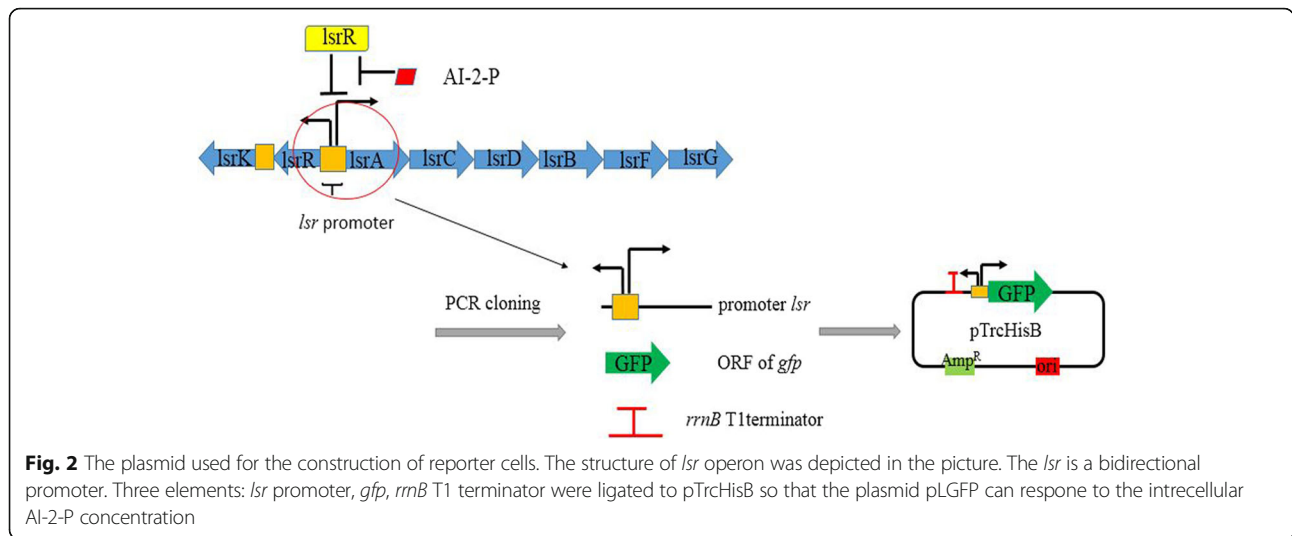 lsrR
AI-2-P
lsrK lsrR lsrA lsrC lsrD lsrB lsrF lsrG
lsr promoter
PCR cloning
promoter lsr
GFP
ORF of gfp
rrnB T1terminator
GFP
pTrcHisB
AmpR
ori
Fig. 2 The plasmid used for the construction of reporter cells. The structure of lsr operon was depicted in the picture. The lsr is a bidirectional
promoter. Three elements: lsr promoter, gfp, rrnB T1 terminator were ligated to pTrcHisB so that the plasmid pLGFP can respone to the intrecellular
AI-2-P concentration